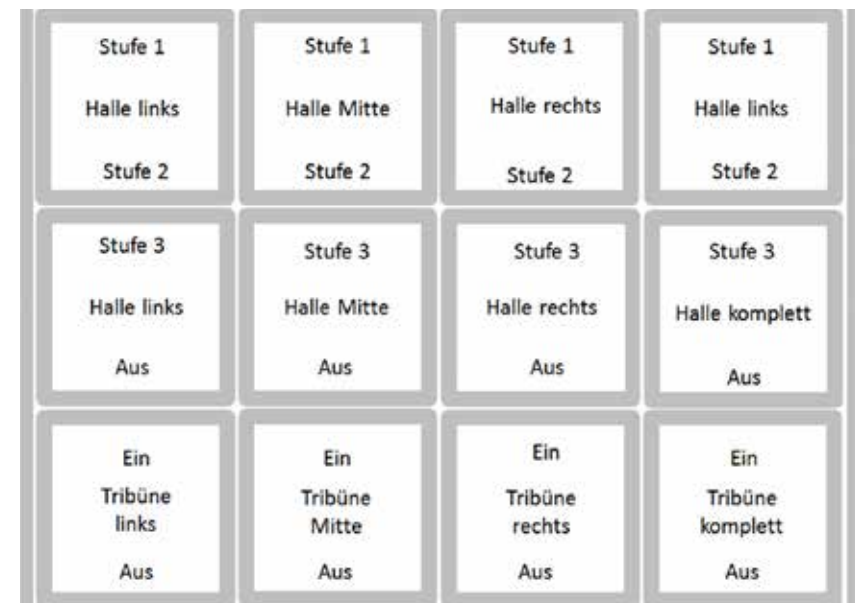 Stufe 1
Halle links
Stufe 2
Stufe 1
Halle Mitte
Stufe 2
Stufe 1
Halle rechts
Stufe 2
Stufe 1
Halle links
Stufe 2
Stufe 3
Halle links
Aus
Stufe 3
Halle Mitte
Aus
Stufe 3
Halle rechts
Aus
Stufe 3
Halle komplett
Aus
Ein
Tribüne
links
Aus
Ein
Tribüne
Mitte
Aus
Ein
Tribüne
rechts
Aus
Ein
Tribüne
komplett
Aus